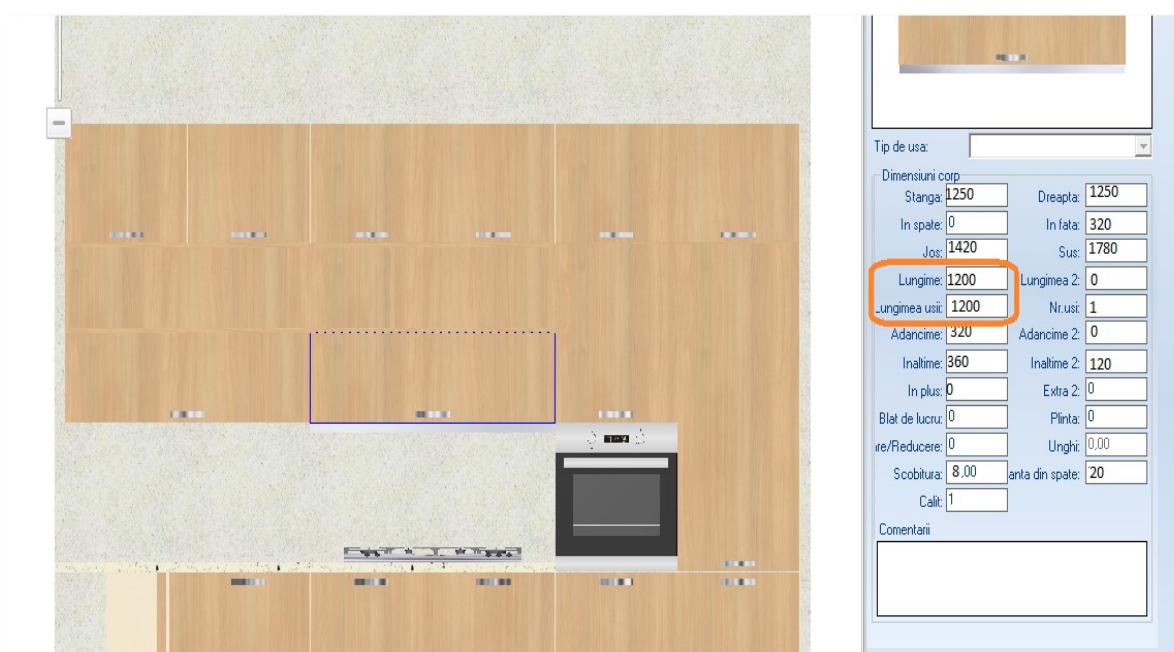 Tip de usa:
Dimensiuni corp
Stanga: 1250 Dreapta: 1250
In spate: 0 In fata: 320
Jos: 1420 Sus: 1780
Lungime: 1200 Lungimea 2: 0
Lungimea usii: 1200 Nr.usi: 1
Adancime: 320 Adancime 2: 0
Inaltime: 360 Inaltime 2: 120
In plus: 0 Extra 2: 0
Blat de lucru: 0 Plinta: 0
re/Reducere: 0 Unghi: 0,00
Scobitura: 8,00 anta din spate: 20
Calit: 1
Comentarii